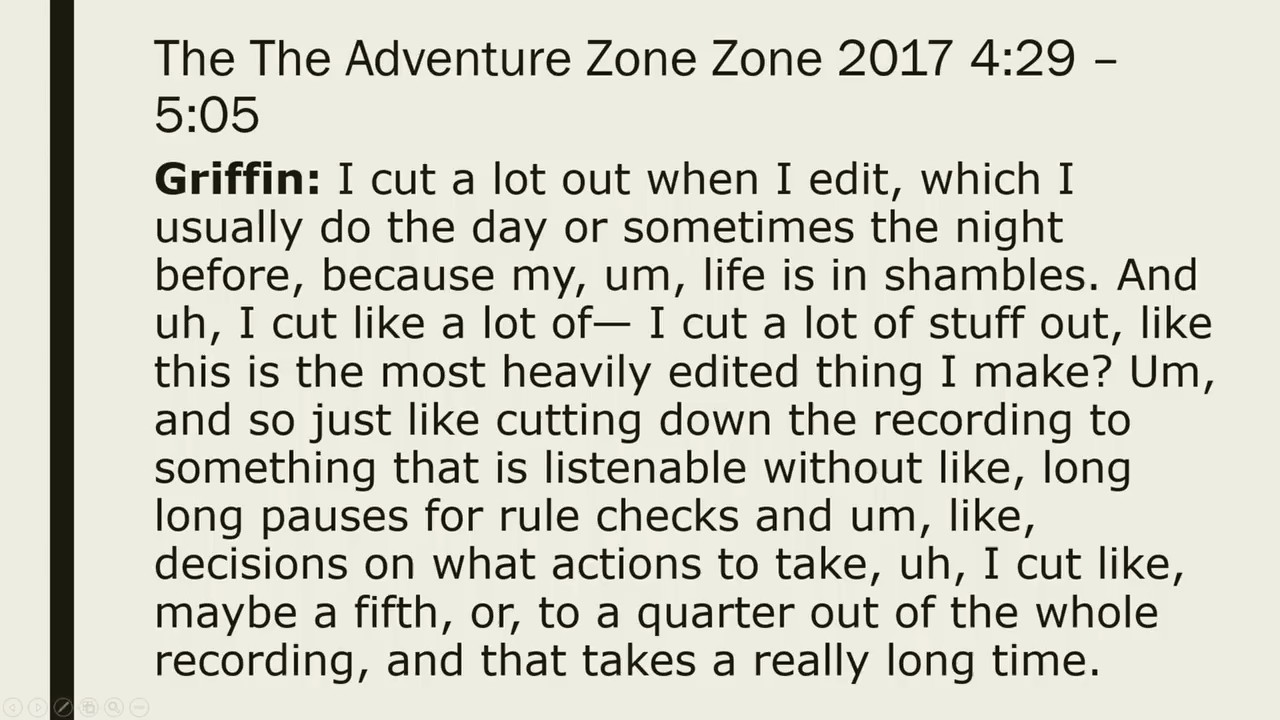 The The Adventure Zone Zone 2017 4:29 –
5:05
Griffin: I cut a lot out when I edit, which I
usually do the day or sometimes the night
before, because my, um, life is in shambles. And
uh, I cut like a lot of— I cut a lot of stuff out, like
this is the most heavily edited thing I make? Um,
and so just like cutting down the recording to
something that is listenable without like, long
long pauses for rule checks and um, like,
decisions on what actions to take, uh, I cut like,
maybe a fifth, or, to a quarter out of the whole
recording, and that takes a really long time.